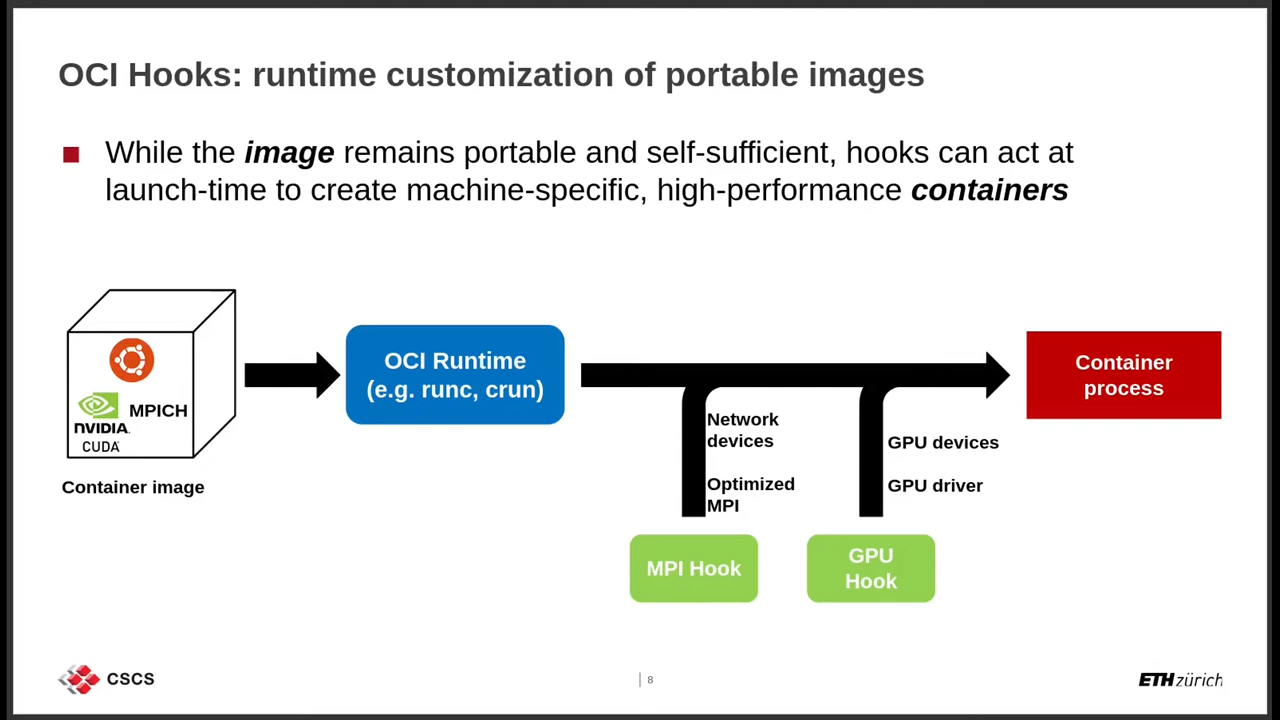 OCI Hooks: runtime customization of portable images
While the image remains portable and self-sufficient, hooks can act at
launch-time to create machine-specific, high-performance containers
MPICH
NVIDIA.
CUDA
Container image
OCI Runtime
(e.g. runc, crun)
Network
devices
Optimized
MPI
GPU devices
GPU driver
Container
process
MPI Hook
GPU
Hook
CSCS
8
ETH zürich